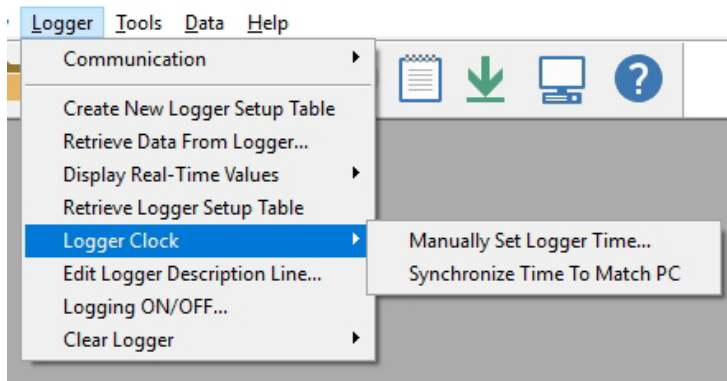 Logger Tools Data Help
Communication
Create New Logger Setup Table
Retrieve Data From Logger...
Display Real-Time Values
Retrieve Logger Setup Table
Logger Clock
Manually Set Logger Time...
Synchronize Time To Match PC
Edit Logger Description Line...
Logging ON/OFF...
Clear Logger
?